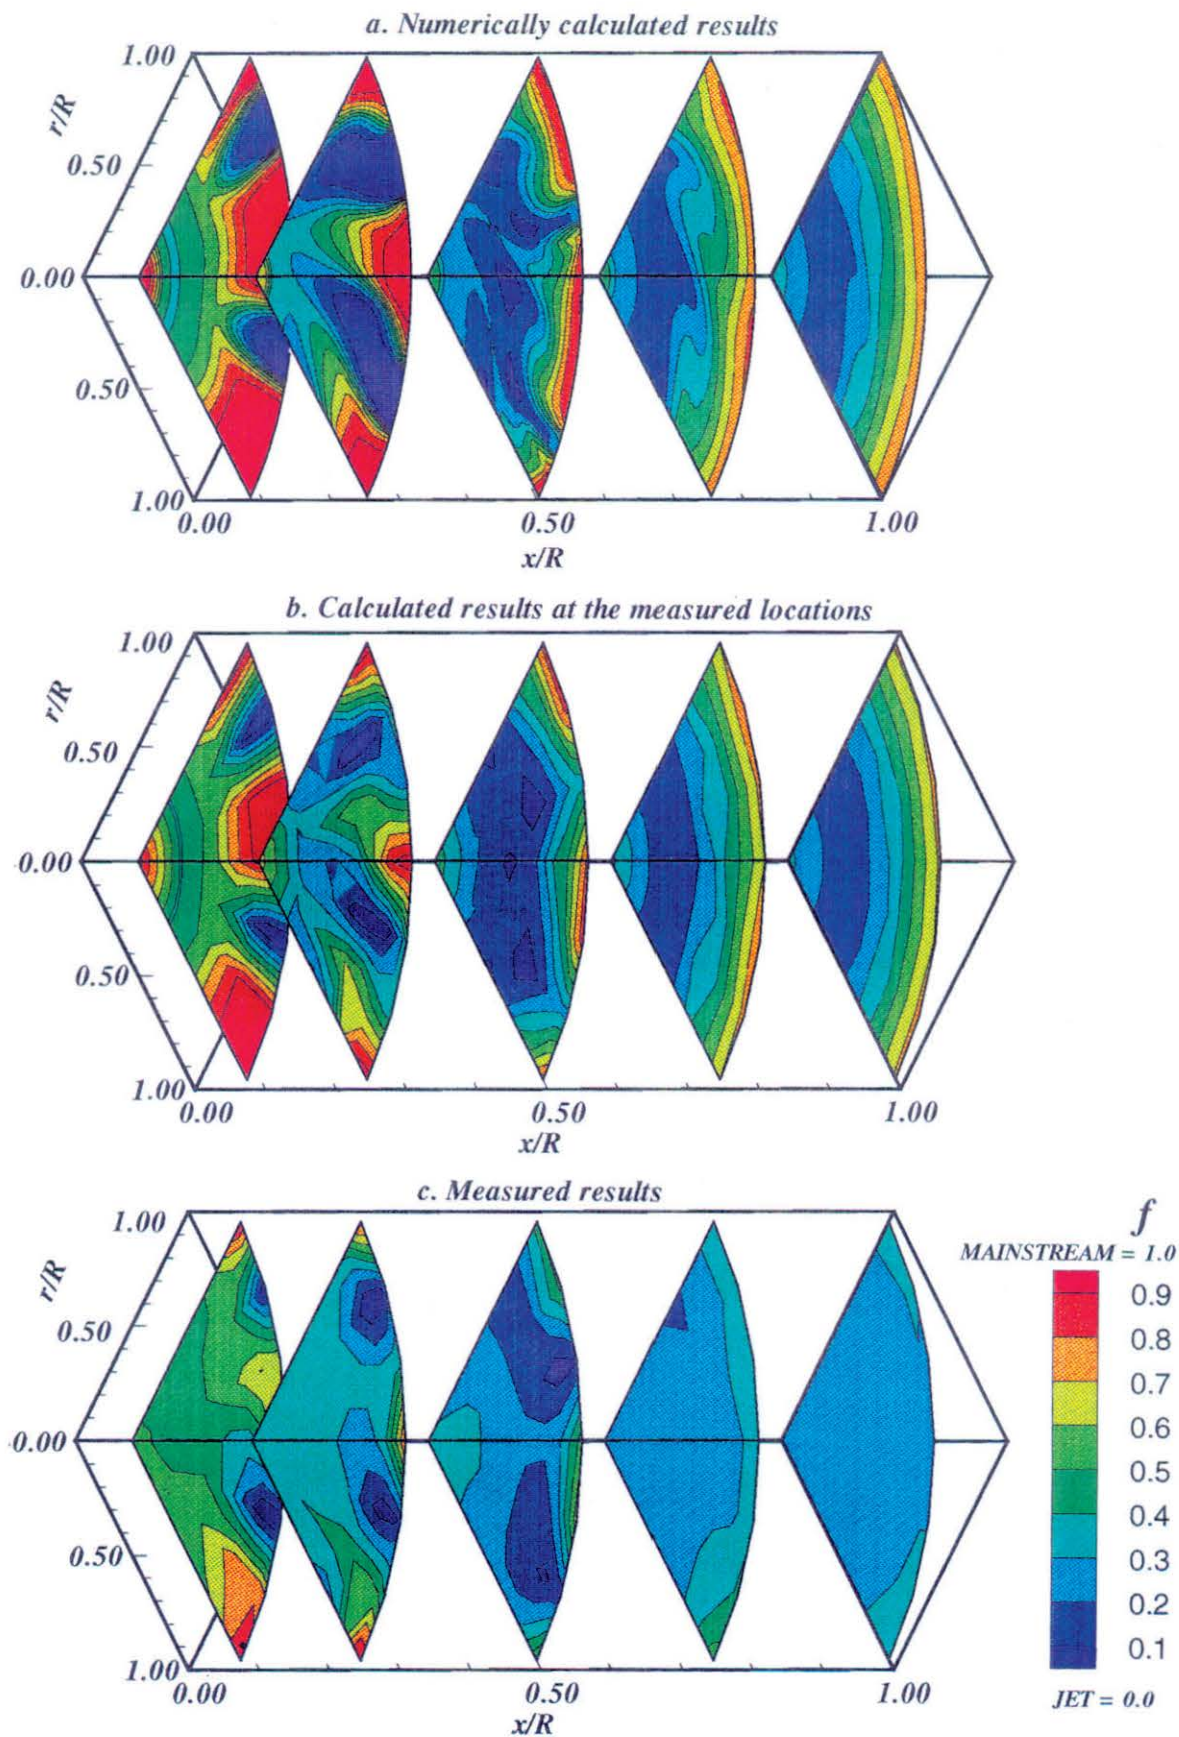 a. Numerically calculated results
1.00
r/R
0.50
0.00
0.50
1.00
0.00 0.50 1.00
x/R
b. Calculated results at the measured locations
1.00
r/R
0.50
-0.00
0.50
1.00
0.00 0.50 1.00
x/R
c. Measured results
f
1.00
MAINSTREAM = 1.0
r/R
0.9
0.50
0.8
0.7
0.6
-0.00
0.5
0.4
0.50
0.3
0.2
0.1
1.00
0.00 0.50 1.00
JET = 0.0
x/R